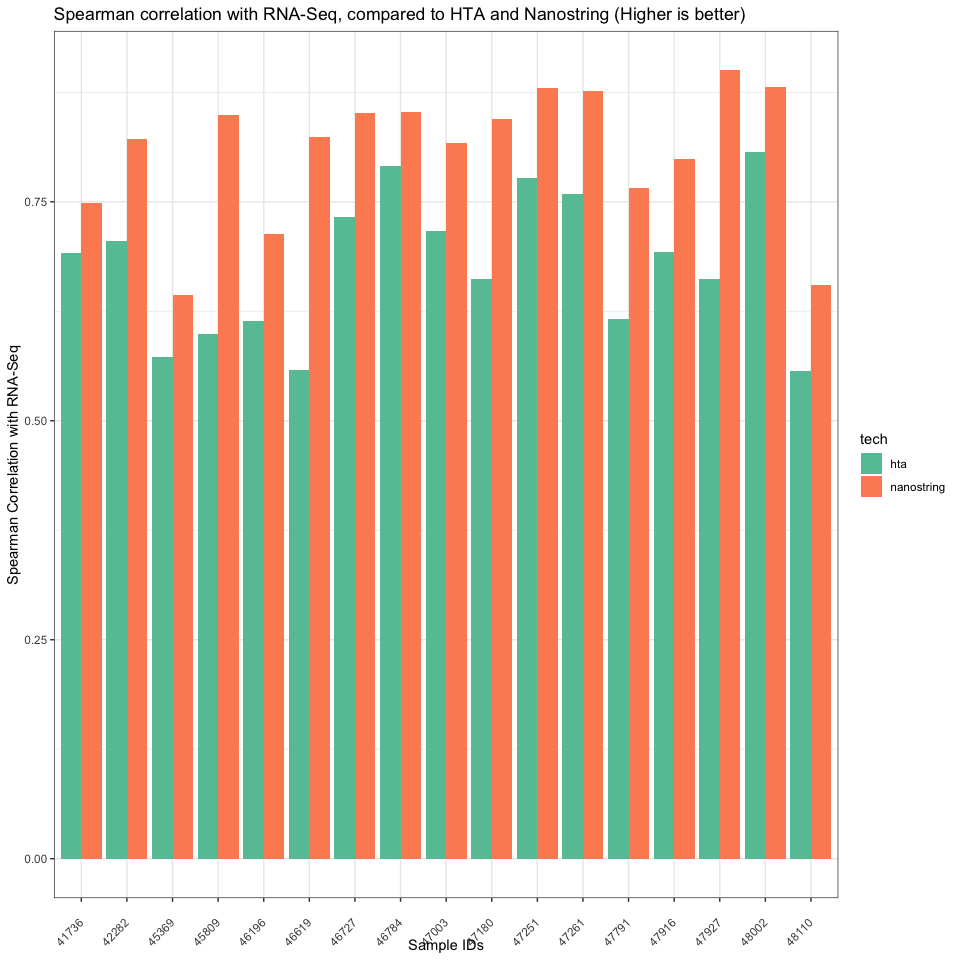 Spearman correlation with RNA-Seq, compared to HTA and Nanostring (Higher is better)
Spearman Correlation with RNA-Seq
0.75
0.50
0.25
0.00
tech
hta
nanostring
41736 42282 45369 45809 46196 46619 46727 46784 47003 47180 47251 47261 47791 47916 47927 48002 48110
Sample IDs